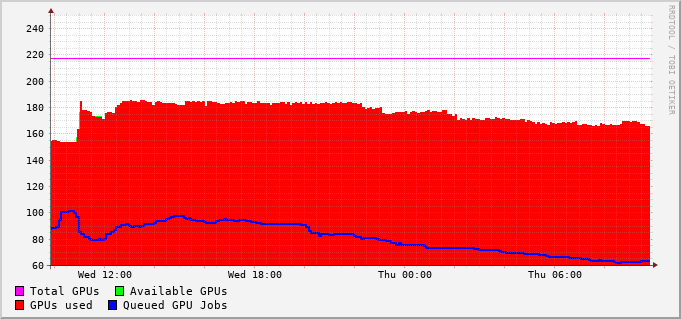 RRDTOOL / TOBI OETIKER
240
220
200
180
160
140
120
100
80
60
Wed 12:00 Wed 18:00 Thu 00:00 Thu 06:00
Total GPUs Available GPUs
GPUs used Queued GPU Jobs